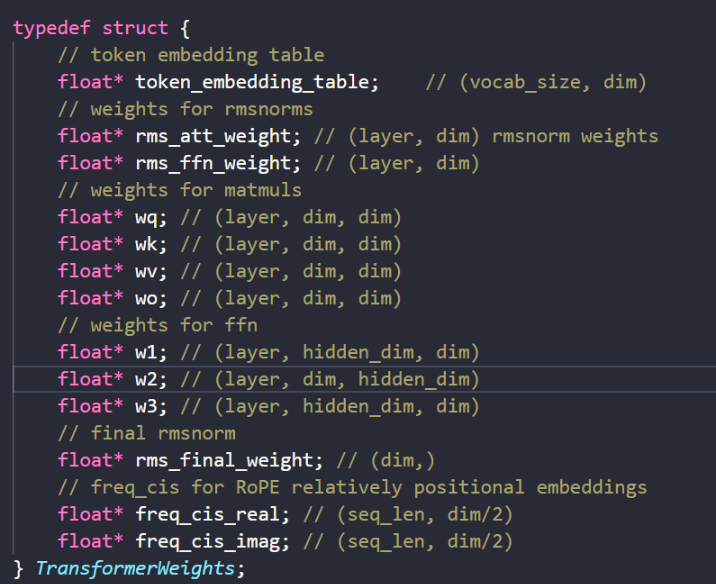 typedef struct {
// token embedding table
float* token_embedding_table; // (vocab_size, dim)
// weights for rmsnorms
float* rms_att_weight; // (layer, dim) rmsnorm weights
float* rms_ffn_weight; // (layer, dim)
// weights for matmuls
float* wq; // (layer, dim, dim)
float* wk; // (layer, dim, dim)
float* wv; // (layer, dim, dim)
float* wo; // (layer, dim, dim)
// weights for ffn
float* w1; // (layer, hidden_dim, dim)
float* w2; // (layer, dim, hidden_dim)
float* w3; // (layer, hidden_dim, dim)
// final rmsnorm
float* rms_final_weight; // (dim,)
// freq_cis for RoPE relatively positional embeddings
float* freq_cis_real; // (seq_len, dim/2)
float* freq_cis_imag; // (seq_len, dim/2)
} TransformerWeights;